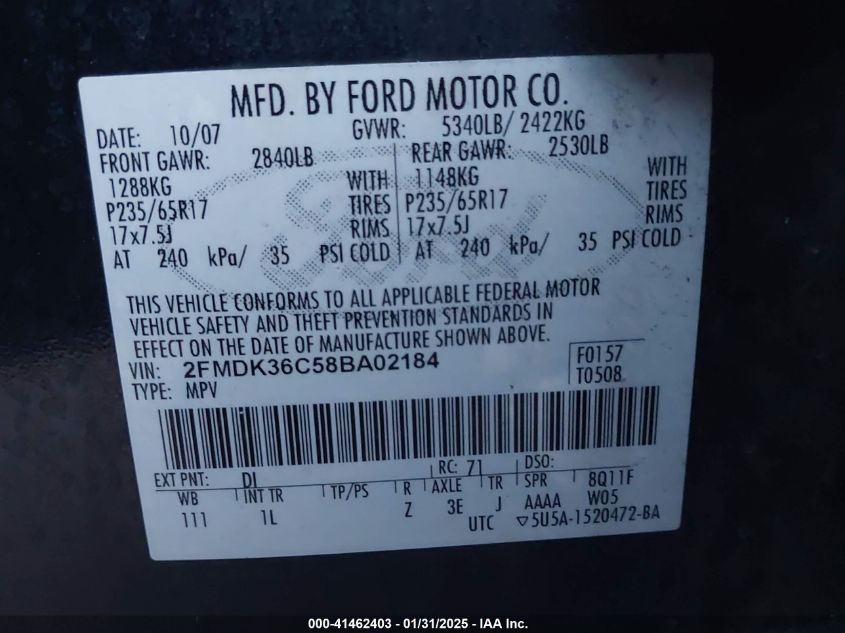 MFD. BY FORD MOTOR CO.
DATE: 10/07 GVWR: 5340LB/ 2422KG
FRONT GAWR: 2840LB REAR GAWR: 2530LB
1288KG WITH 1148KG WITH
P235/65R17 TIRES P235/65R17 TIRES
17x7.5J RIMS 17x7.5J RIMS
AT 240 kPa/ 35 PSI COLD AT 240 kPa/ 35 PSI COLD
Ford
THIS VEHICLE CONFORMS TO ALL APPLICABLE FEDERAL MOTOR
VEHICLE SAFETY AND THEFT PREVENTION STANDARDS IN
EFFECT ON THE DATE OF MANUFACTURE SHOWN ABOVE.
VIN: 2FMDK36C58BA02184 F0157
TYPE: MPV T0508
EXT PNT: DI RC: 71 DSO:
WB INT TR TP/PS R AXLE TR SPR 8Q11F
111 1L Z 3E J AAAA W05
UTC ▽5U5A-1520472-BA
000-41462403 - 01/31/2025 - IAA Inc.